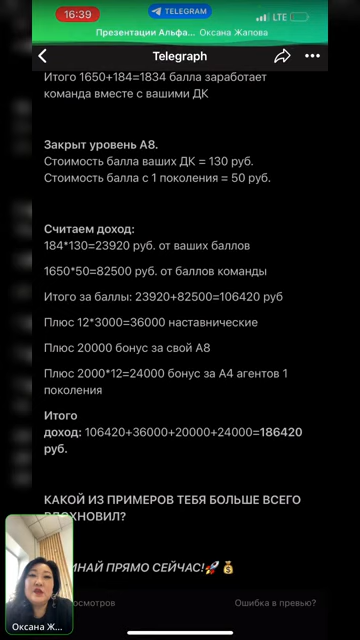 16:39
TELEGRAM
LTE
Презентации Альфа... Оксана Жапова
Telegraph
Итого 1650+184=1834 балла заработает
команда вместе с вашими ДК
Закрыт уровень А8.
Стоимость балла ваших ДК = 130 руб.
Стоимость балла с 1 поколения = 50 руб.
Считаем доход:
184*130=23920 руб. от ваших баллов
1650*50=82500 руб. от баллов команды
Итого за баллы: 23920+82500=106420 руб
Плюс 12*3000=36000 наставнические
Плюс 20000 бонус за свой А8
Плюс 2000*12=24000 бонус за А4 агентов 1
поколения
Итого
доход: 106420+36000+20000+24000=186420
руб.
КАКОЙ ИЗ ПРИМЕРОВ ТЕБЯ БОЛЬШЕ ВСЕГО
ВДОХНОВИЛ?
ИНАЙ ПРЯМО СЕЙЧАС!🚀 💰
осмотров Ошибка в превью?
Оксана Ж...